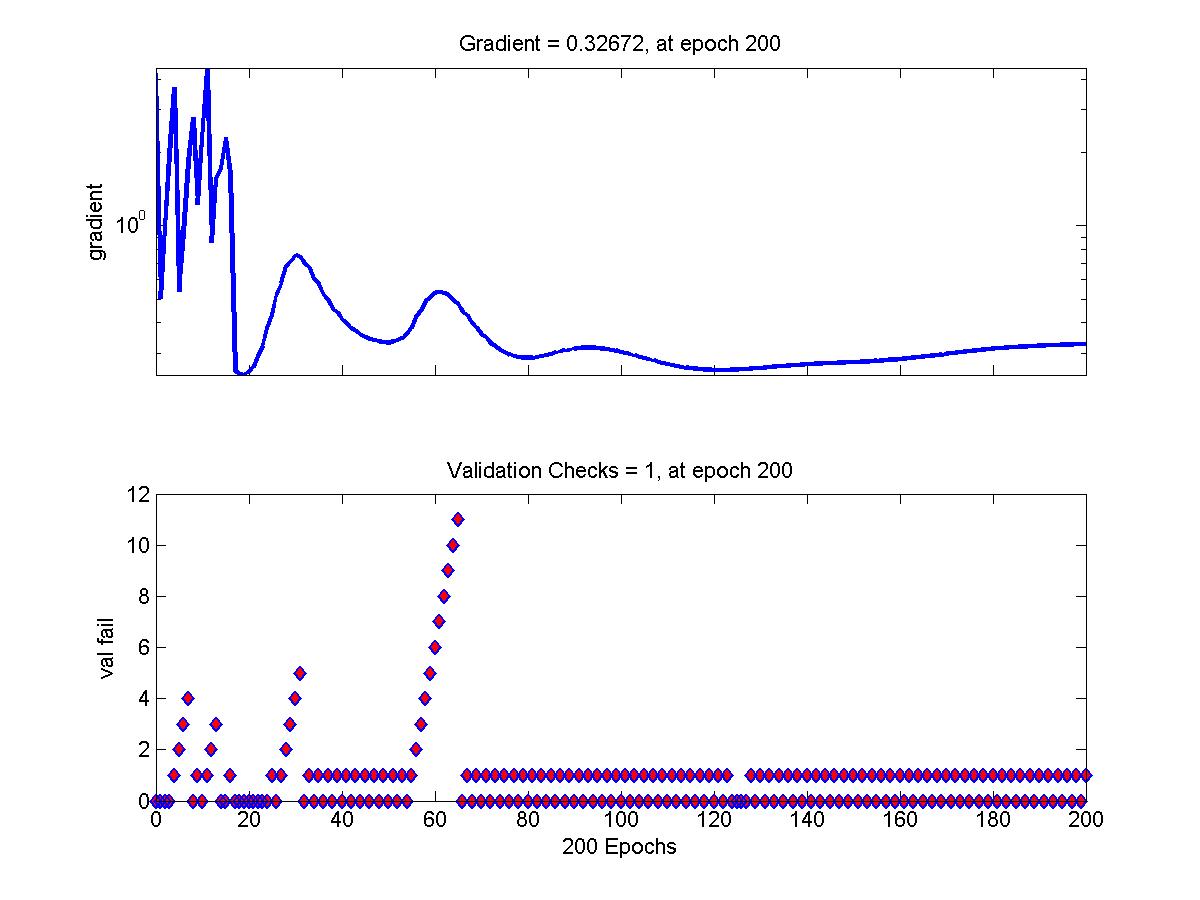 Gradient = 0.32672, at epoch 200
gradient
10^0
Validation Checks = 1, at epoch 200
val fail
12
10
8
6
4
2
0
0 20 40 60 80 100 120 140 160 180 200
200 Epochs